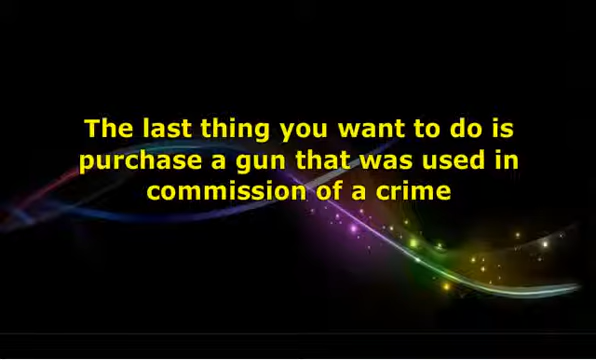 The last thing you want to do is
purchase a gun that was used in
commission of a crime